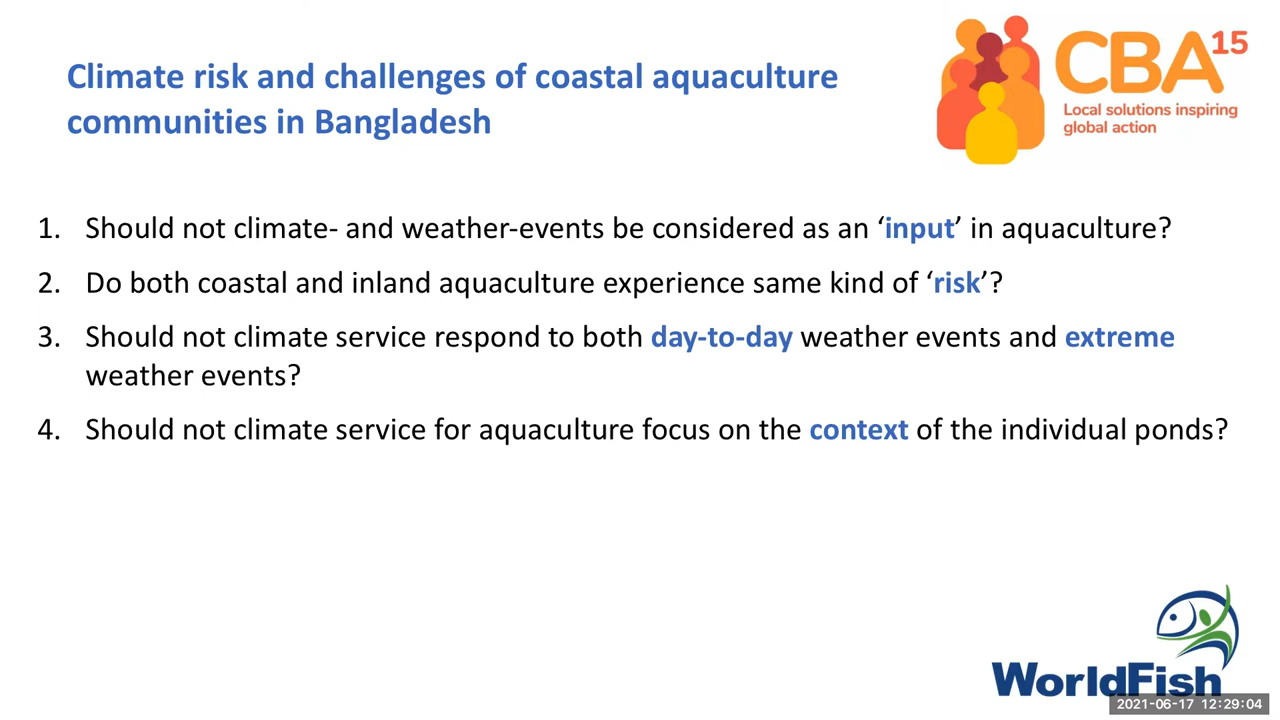 Climate risk and challenges of coastal aquaculture
communities in Bangladesh
CBA15
Local solutions inspiring
global action
1. Should not climate- and weather-events be considered as an ‘input’ in aquaculture?
2. Do both coastal and inland aquaculture experience same kind of ‘risk’?
3. Should not climate service respond to both day-to-day weather events and extreme
weather events?
4. Should not climate service for aquaculture focus on the context of the individual ponds?
WorldFish
2021-06-17 12:29:04